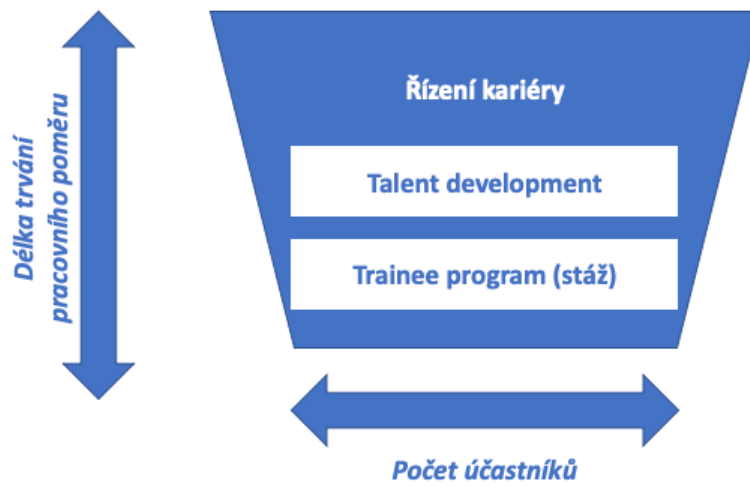 Řízení kariéry
Délka trvání
pracovního poměru
Talent development
Trainee program (stáž)
Počet účastníků